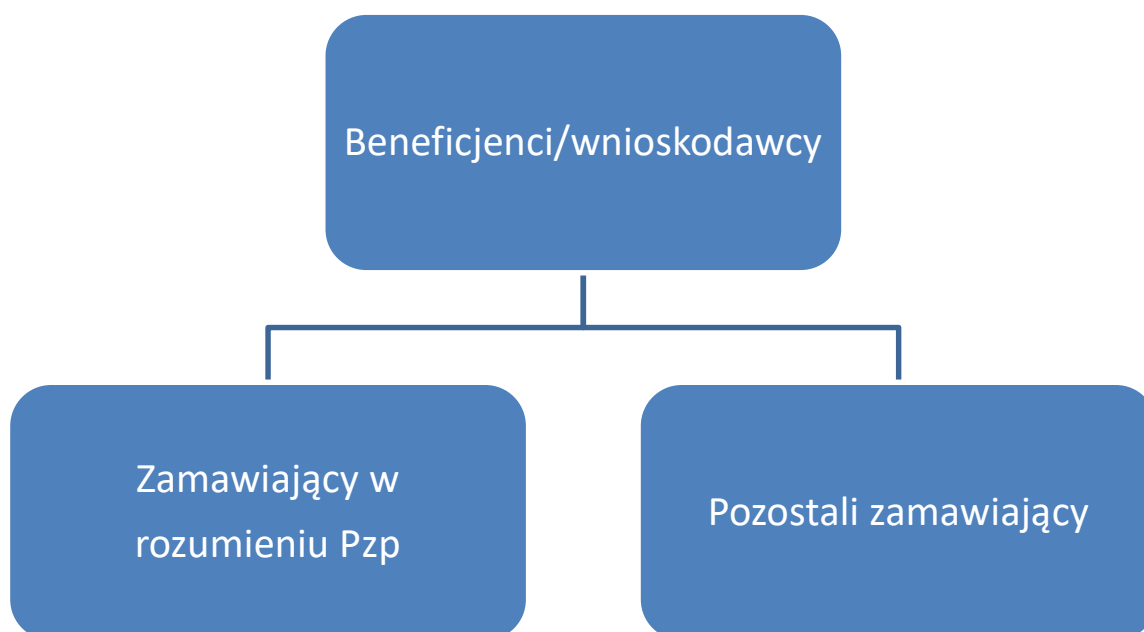 Beneficjenci/wnioskodawcy
Zamawiający w
rozumieniu Pzp
Pozostali zamawiający